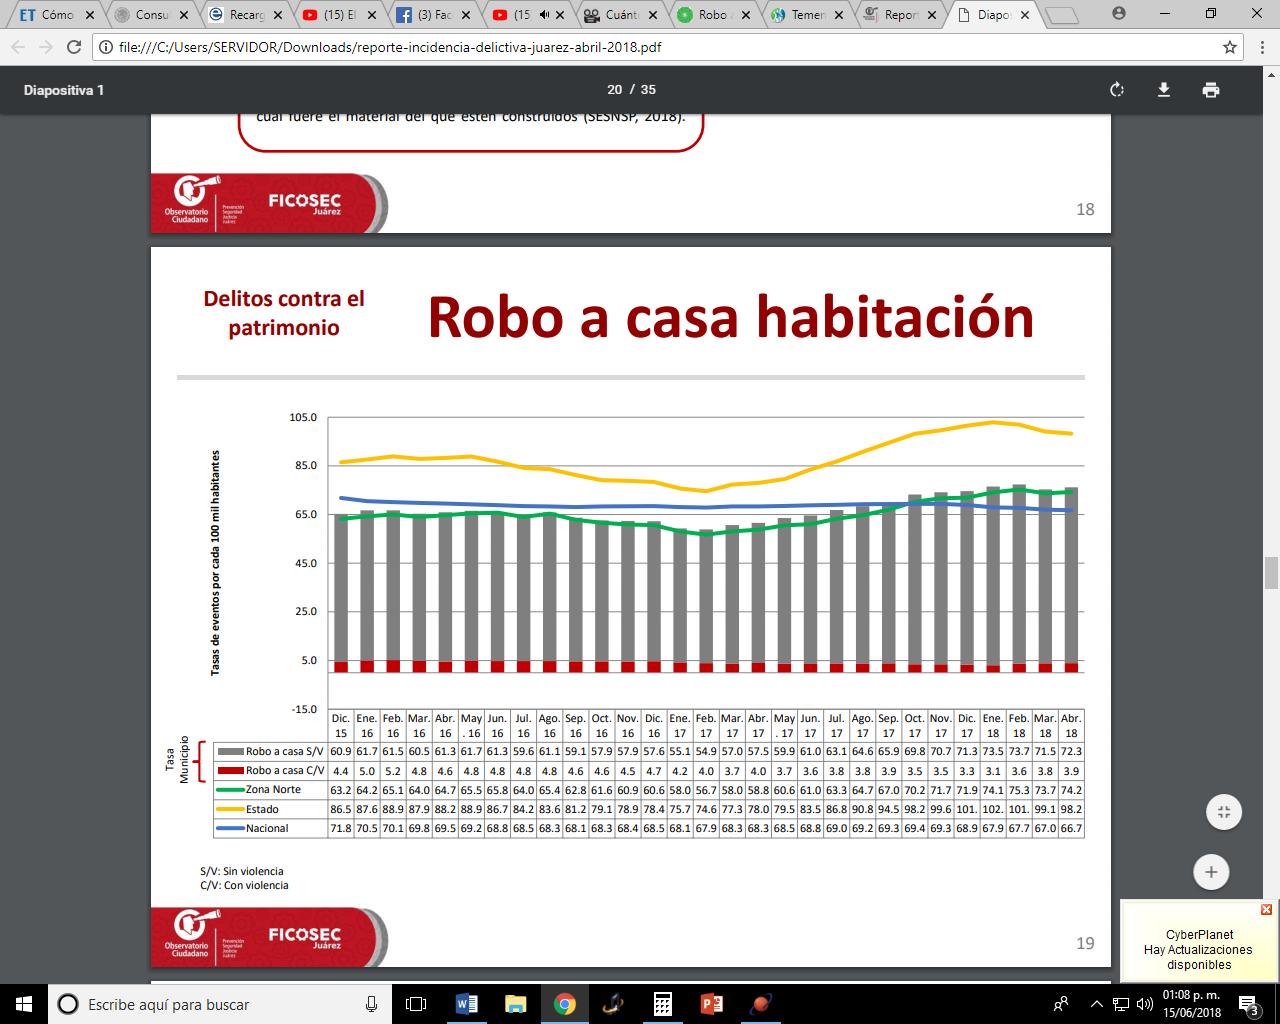 ET Cómo
Consul
Recarg
(15) El
(3) Fac
(15
Cuánt
Robo a
Temen
Report
Diapos
file:///C:/Users/SERVIDOR/Downloads/reporte-incidencia-delictiva-juarez-abril-2018.pdf
Diapositiva 1
20 / 35
cual fuere el material del que estén construidos (SESNSP, 2018).
Observatorio
Ciudadano
Prevención
Seguridad
Justicia
Juárez
FICOSEC
Juárez
18
Delitos contra el
patrimonio
Robo a casa habitación
Tasas de eventos por cada 100 mil habitantes
105.0
85.0
65.0
45.0
25.0
5.0
-15.0
Dic. Ene. Feb. Mar. Abr. May Jun. Jul. Ago. Sep. Oct. Nov. Dic. Ene. Feb. Mar. Abr. May Jun. Jul. Ago. Sep. Oct. Nov. Dic. Ene. Feb. Mar. Abr.
15 16 16 16 16 . 16 16 16 16 16 16 16 16 17 17 17 17 . 17 17 17 17 17 17 17 17 18 18 18 18
Tasa
Municipio
Robo a casa S/V 60.9 61.7 61.5 60.5 61.3 61.7 61.3 59.6 61.1 59.1 57.9 57.9 57.6 55.1 54.9 57.0 57.5 59.9 61.0 63.1 64.6 65.9 69.8 70.7 71.3 73.5 73.7 71.5 72.3
Robo a casa C/V 4.4 5.0 5.2 4.8 4.6 4.8 4.8 4.8 4.8 4.6 4.6 4.5 4.7 4.2 4.0 3.7 4.0 3.7 3.6 3.8 3.8 3.9 3.5 3.5 3.3 3.1 3.6 3.8 3.9
Zona Norte 63.2 64.2 65.1 64.0 64.7 65.5 65.8 64.0 65.4 62.8 61.6 60.9 60.6 58.0 56.7 58.0 58.8 60.6 61.0 63.3 64.7 67.0 70.2 71.7 71.9 74.1 75.3 73.7 74.2
Estado 86.5 87.6 88.9 87.9 88.2 88.9 86.7 84.2 83.6 81.2 79.1 78.9 78.4 75.7 74.6 77.3 78.0 79.5 83.5 86.8 90.8 94.5 98.2 99.6 101. 102. 101. 99.1 98.2
Nacional 71.8 70.5 70.1 69.8 69.5 69.2 68.8 68.5 68.3 68.1 68.3 68.4 68.5 68.1 67.9 68.3 68.3 68.5 68.8 69.0 69.2 69.3 69.4 69.3 68.9 67.9 67.7 67.0 66.7
S/V: Sin violencia
C/V: Con violencia
Observatorio
Ciudadano
Prevención
Seguridad
Justicia
Juárez
FICOSEC
Juárez
19
CyberPlanet
Hay Actualizaciones
disponibles
Escribe aquí para buscar
01:08 p. m.
15/06/2018
3